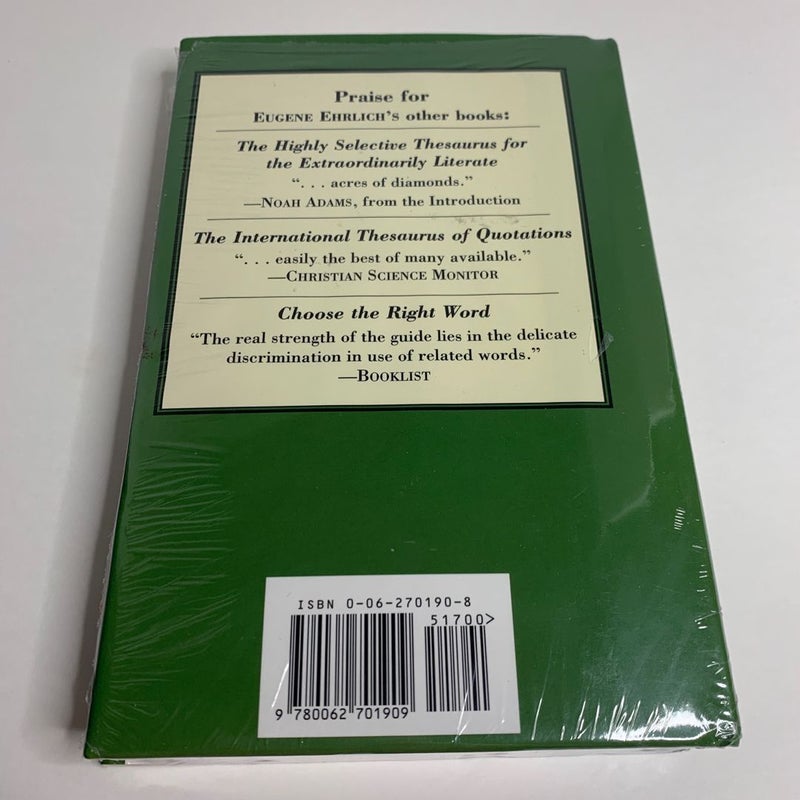 Praise for
EUGENE EHRLICH'S other books:
The Highly Selective Thesaurus for
the Extraordinarily Literate
“. . . acres of diamonds.”
—NOAH ADAMS, from the Introduction
The International Thesaurus of Quotations
“. . . easily the best of many available.”
—CHRISTIAN SCIENCE MONITOR
Choose the Right Word
“The real strength of the guide lies in the delicate
discrimination in use of related words.”
—BOOKLIST
ISBN 0-06-270190-8
51700>
9 780062 701909